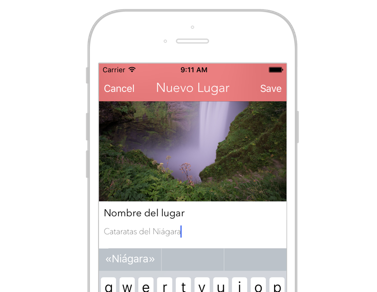 Carrier 9:11 AM
Cancel Nuevo Lugar Save
Nombre del lugar
Cataratas del Niágara
«Niágara»
q w e r t y u i o p